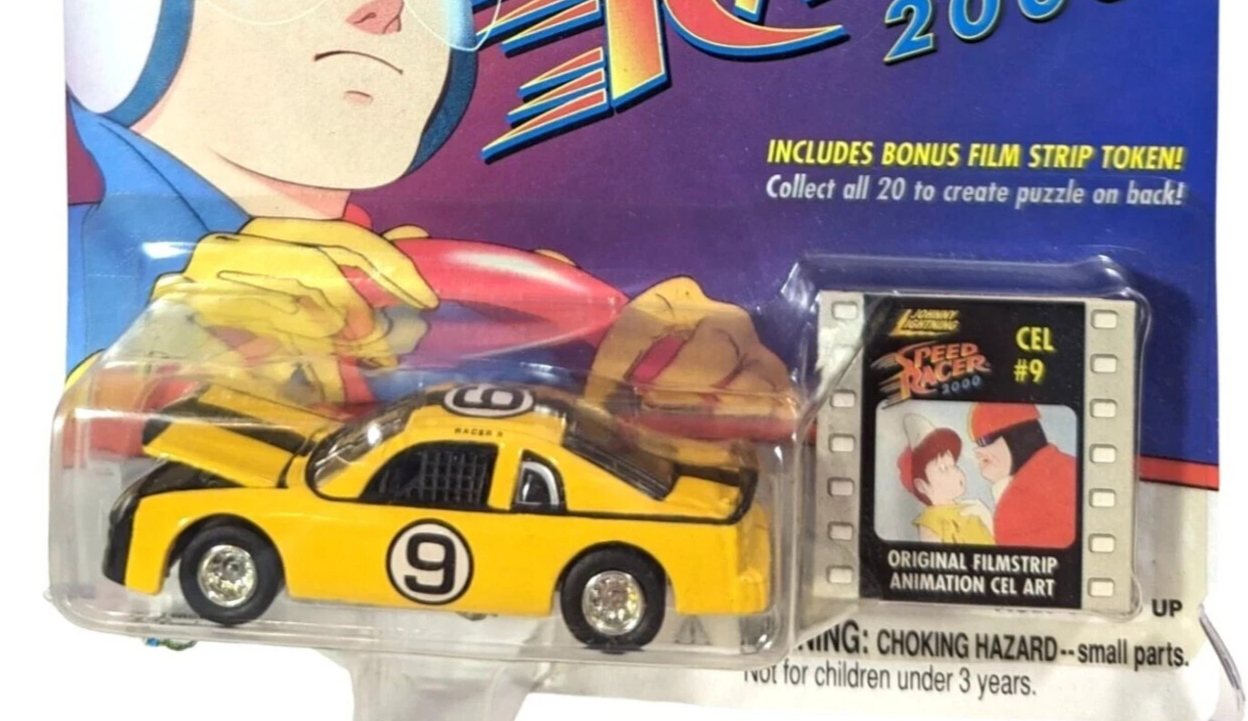 2000
INCLUDES BONUS FILM STRIP TOKEN!
Collect all 20 to create puzzle on back!
JOHNNY
LIGHTNING
SPEED
RACER
2000
CEL
#9
9
RACER X
9
ORIGINAL FILMSTRIP
ANIMATION CEL ART
UP
NING: CHOKING HAZARD--small parts.
Not for children under 3 years.